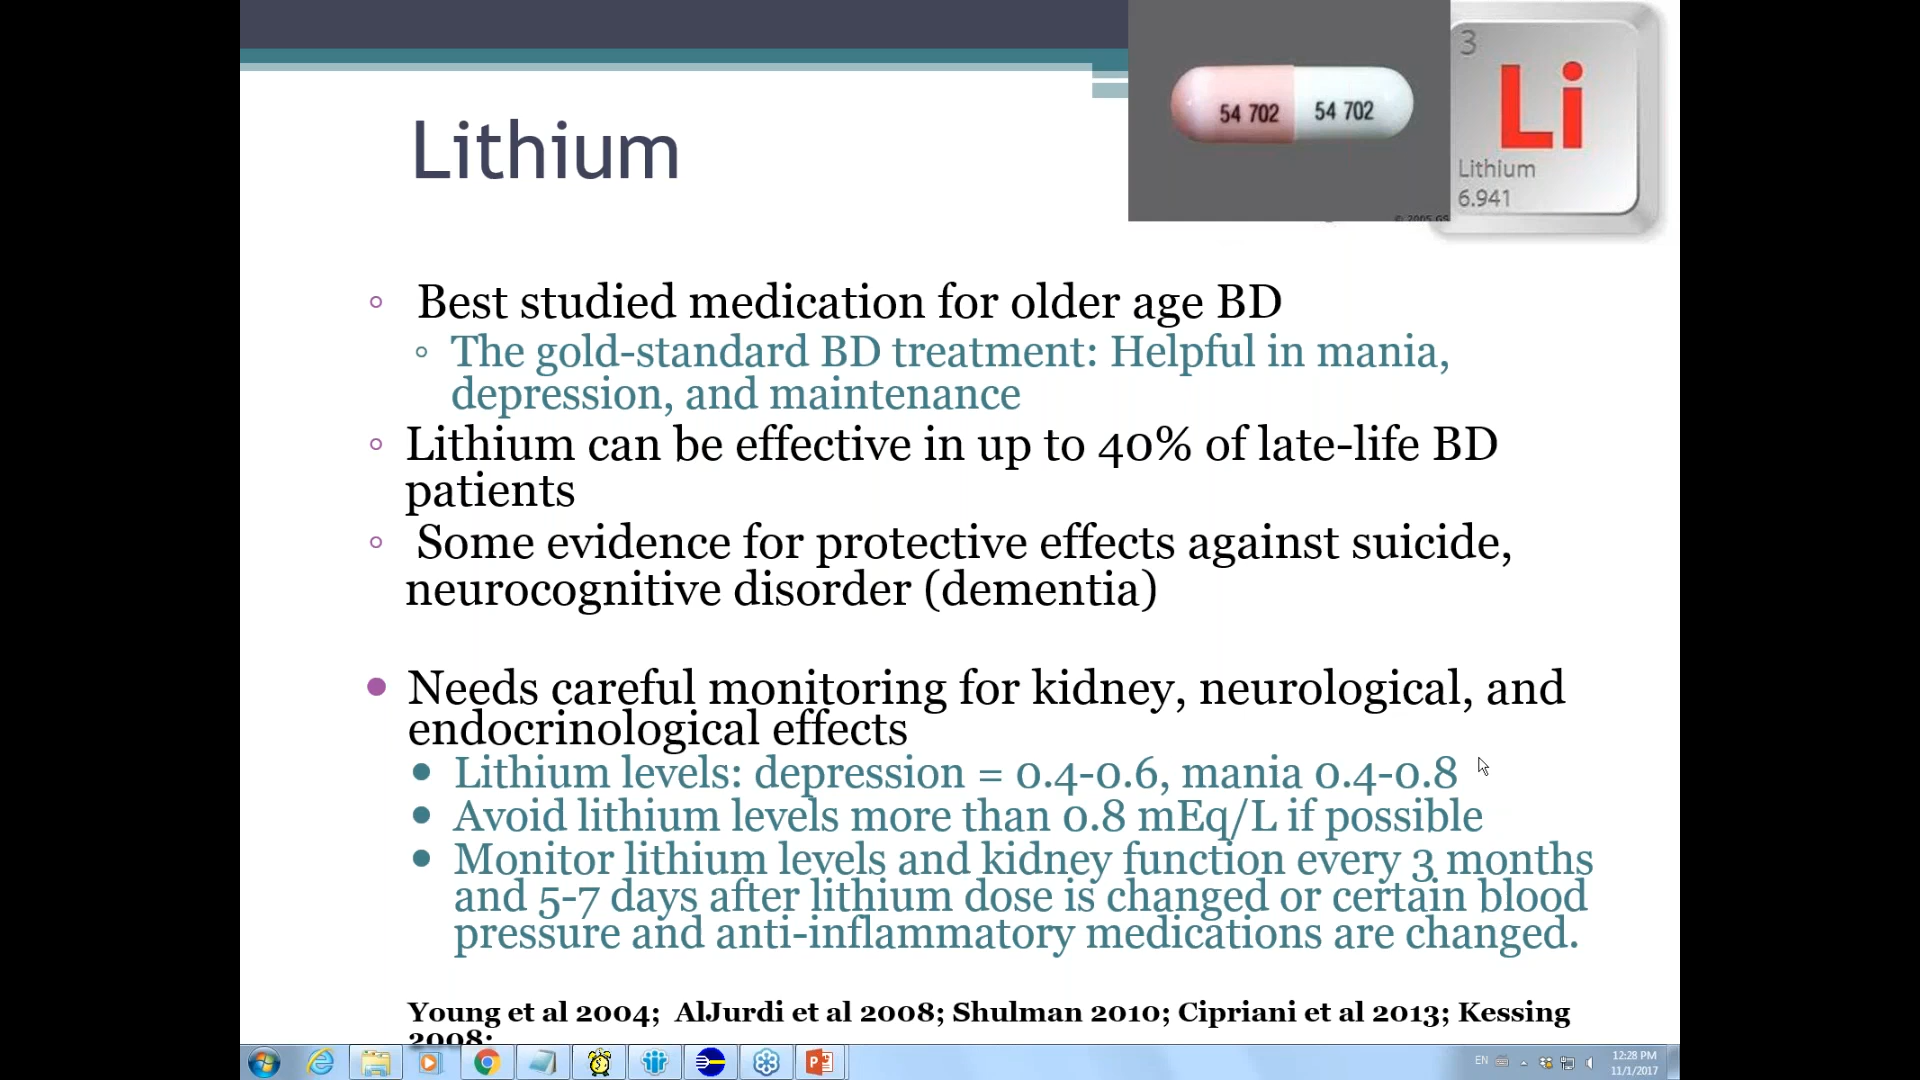 54 702 54 702
3
Li
Lithium
6.941
Lithium
Best studied medication for older age BD
The gold-standard BD treatment: Helpful in mania,
depression, and maintenance
Lithium can be effective in up to 40% of late-life BD
patients
Some evidence for protective effects against suicide,
neurocognitive disorder (dementia)
Needs careful monitoring for kidney, neurological, and
endocrinological effects
Lithium levels: depression = 0.4-0.6, mania 0.4-0.8
Avoid lithium levels more than 0.8 mEq/L if possible
Monitor lithium levels and kidney function every 3 months
and 5-7 days after lithium dose is changed or certain blood
pressure and anti-inflammatory medications are changed.
Young et al 2004; AlJurdi et al 2008; Shulman 2010; Cipriani et al 2013; Kessing
2008;
EN
12:28 PM
11/1/2017